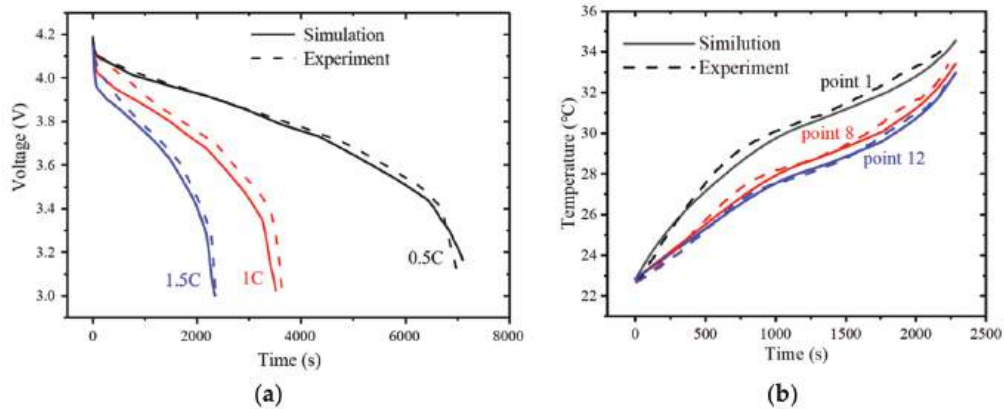 4.2
4.0
3.8
3.6
3.4
3.2
3.0
Voltage (V)
Simulation
Experiment
1.5C
1C
0.5C
0 2000 4000 6000 8000
Time (s)
(a)
36
34
32
30
28
26
24
22
Temperature (℃)
Similution
Experiment
point 1
point 8
point 12
0 500 1000 1500 2000 2500
Time (s)
(b)